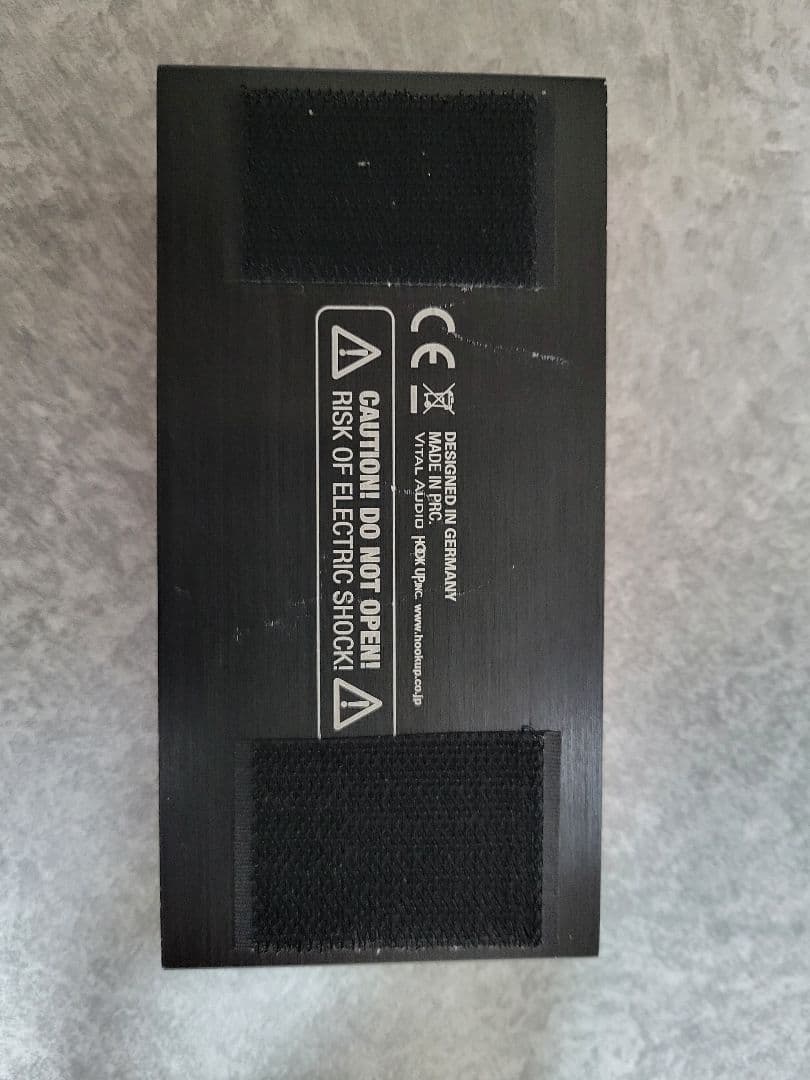 DESIGNED IN GERMANY
MADE IN PRC.
VITAL AUDIO HOOK UP,INC. www.hookup.co.jp
CE
CAUTION! DO NOT OPEN!
RISK OF ELECTRIC SHOCK!